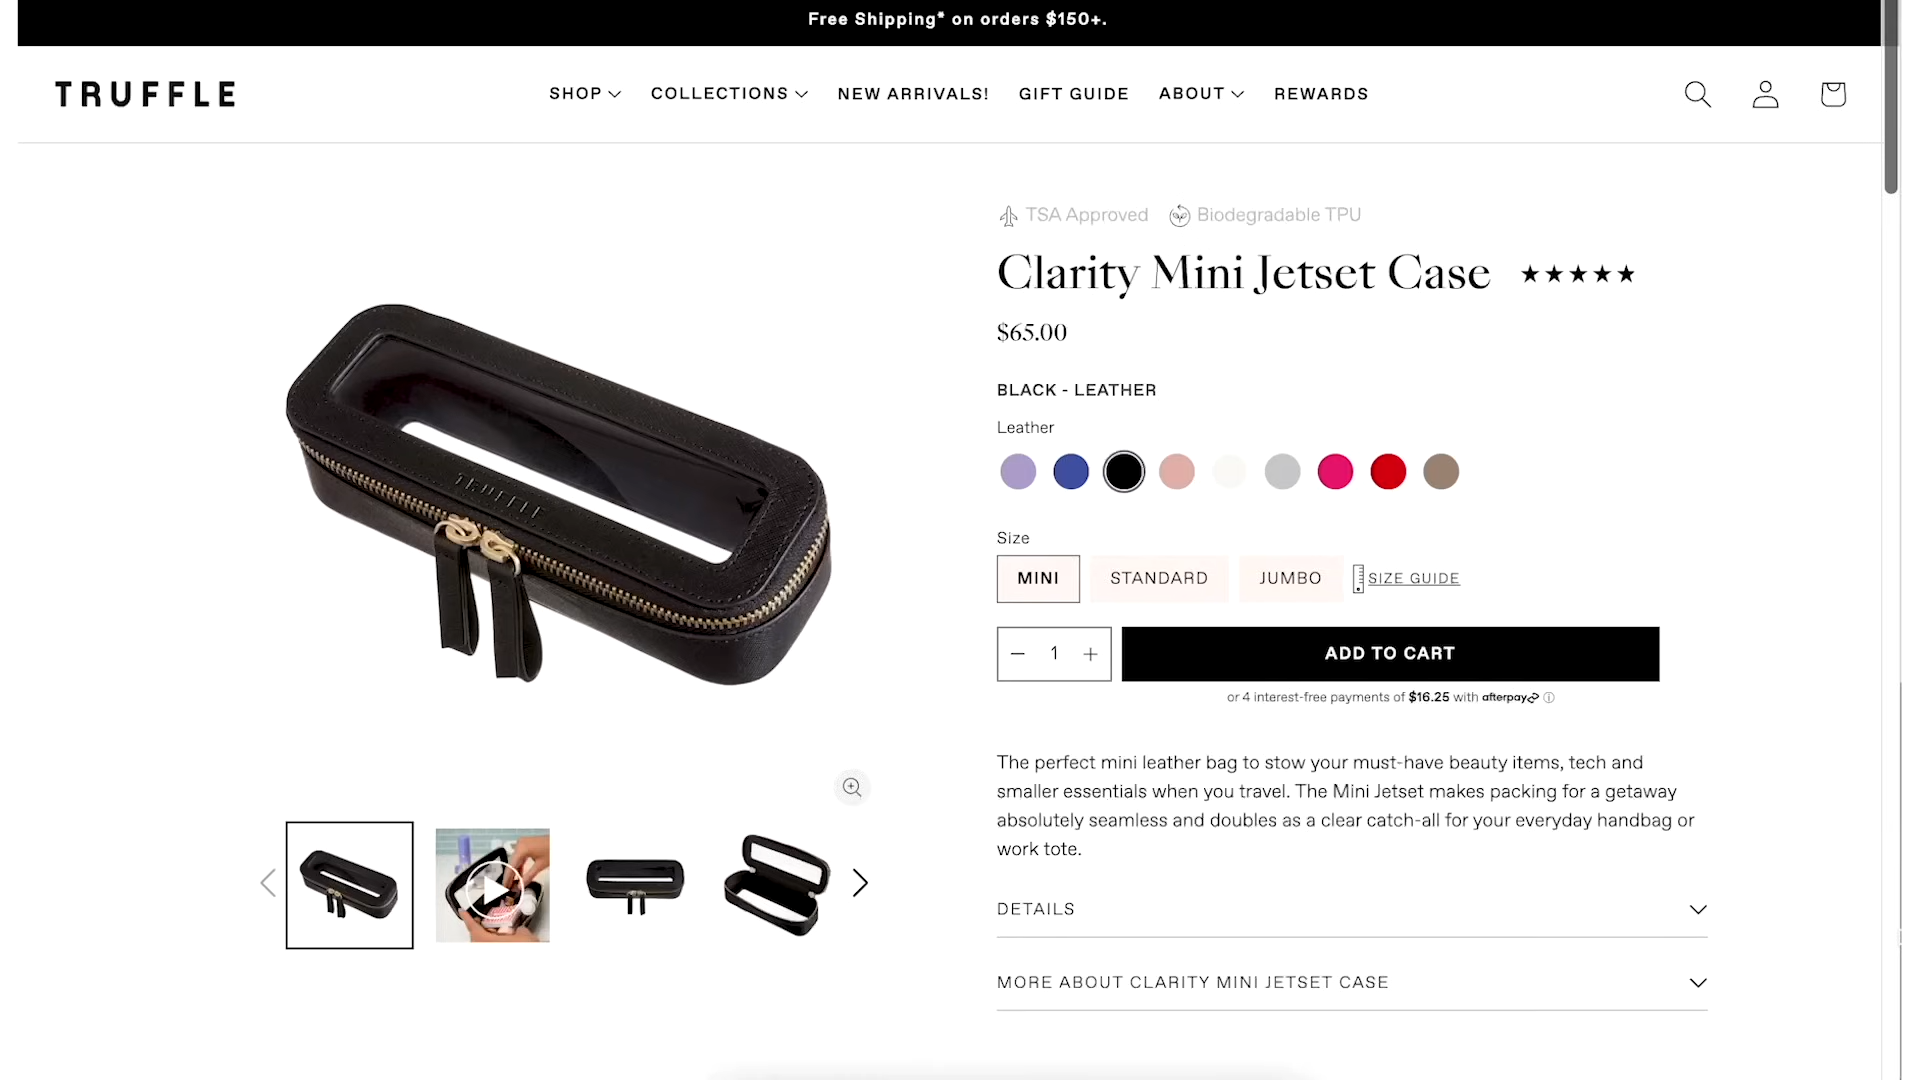 Free Shipping* on orders $150+.
TRUFFLE
SHOP COLLECTIONS NEW ARRIVALS! GIFT GUIDE ABOUT REWARDS
TSA Approved Biodegradable TPU
Clarity Mini Jetset Case
$65.00
BLACK - LEATHER
Leather
TRUFFLE
Size
MINI STANDARD JUMBO SIZE GUIDE
1 ADD TO CART
or 4 interest-free payments of $16.25 with afterpay
The perfect mini leather bag to stow your must-have beauty items, tech and
smaller essentials when you travel. The Mini Jetset makes packing for a getaway
absolutely seamless and doubles as a clear catch-all for your everyday handbag or
work tote.
DETAILS
MORE ABOUT CLARITY MINI JETSET CASE